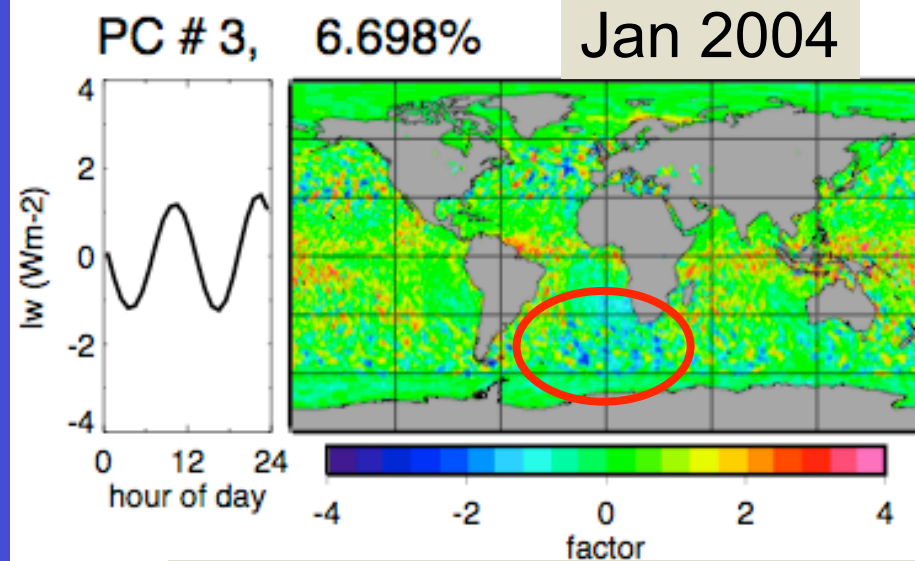 PC # 3, 6.698%
Jan 2004
4
2
0
-2
-4
lw (Wm-2)
0 12 24
hour of day
-4 -2 0 2 4
factor